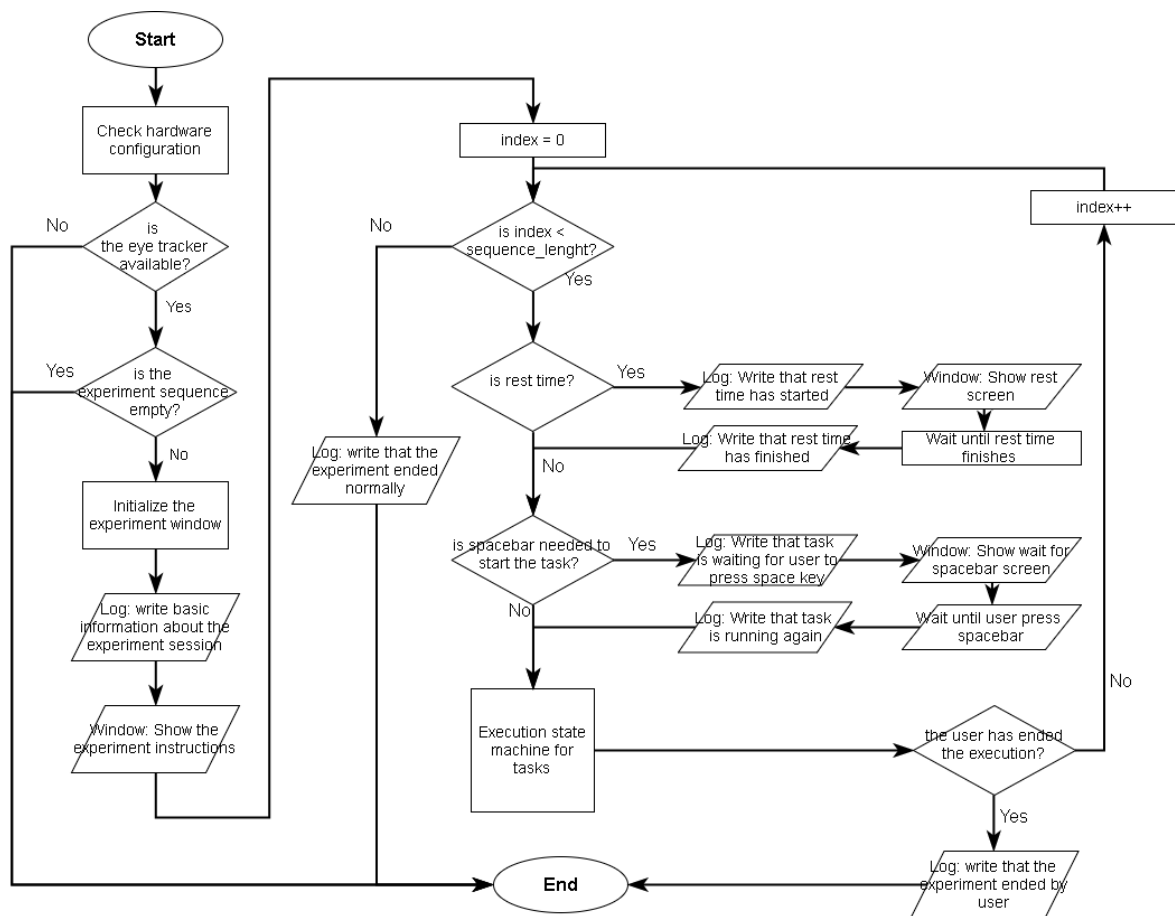 Start
Check hardware
configuration
No
is
the eye tracker
available?
Yes
Yes
is the
experiment sequence
empty?
No
Initialize the
experiment window
Log: write basic
information about the
experiment session
Window: Show the
experiment instructions
index = 0
No
is index <
sequence_lenght?
Yes
index++
Log: write that the
experiment ended
normally
is rest time?
Yes
Log: Write that rest
time has started
Window: Show rest
screen
Wait until rest time
finishes
Log: Write that rest time
has finished
No
is spacebar needed to
start the task?
Yes
Log: Write that task
is waiting for user to
press space key
Window: Show wait for
spacebar screen
Wait until user press
spacebar
Log: Write that task
is running again
No
Execution state
machine for
tasks
the user has ended
the execution?
No
Yes
Log: write that the
experiment ended by
user
End